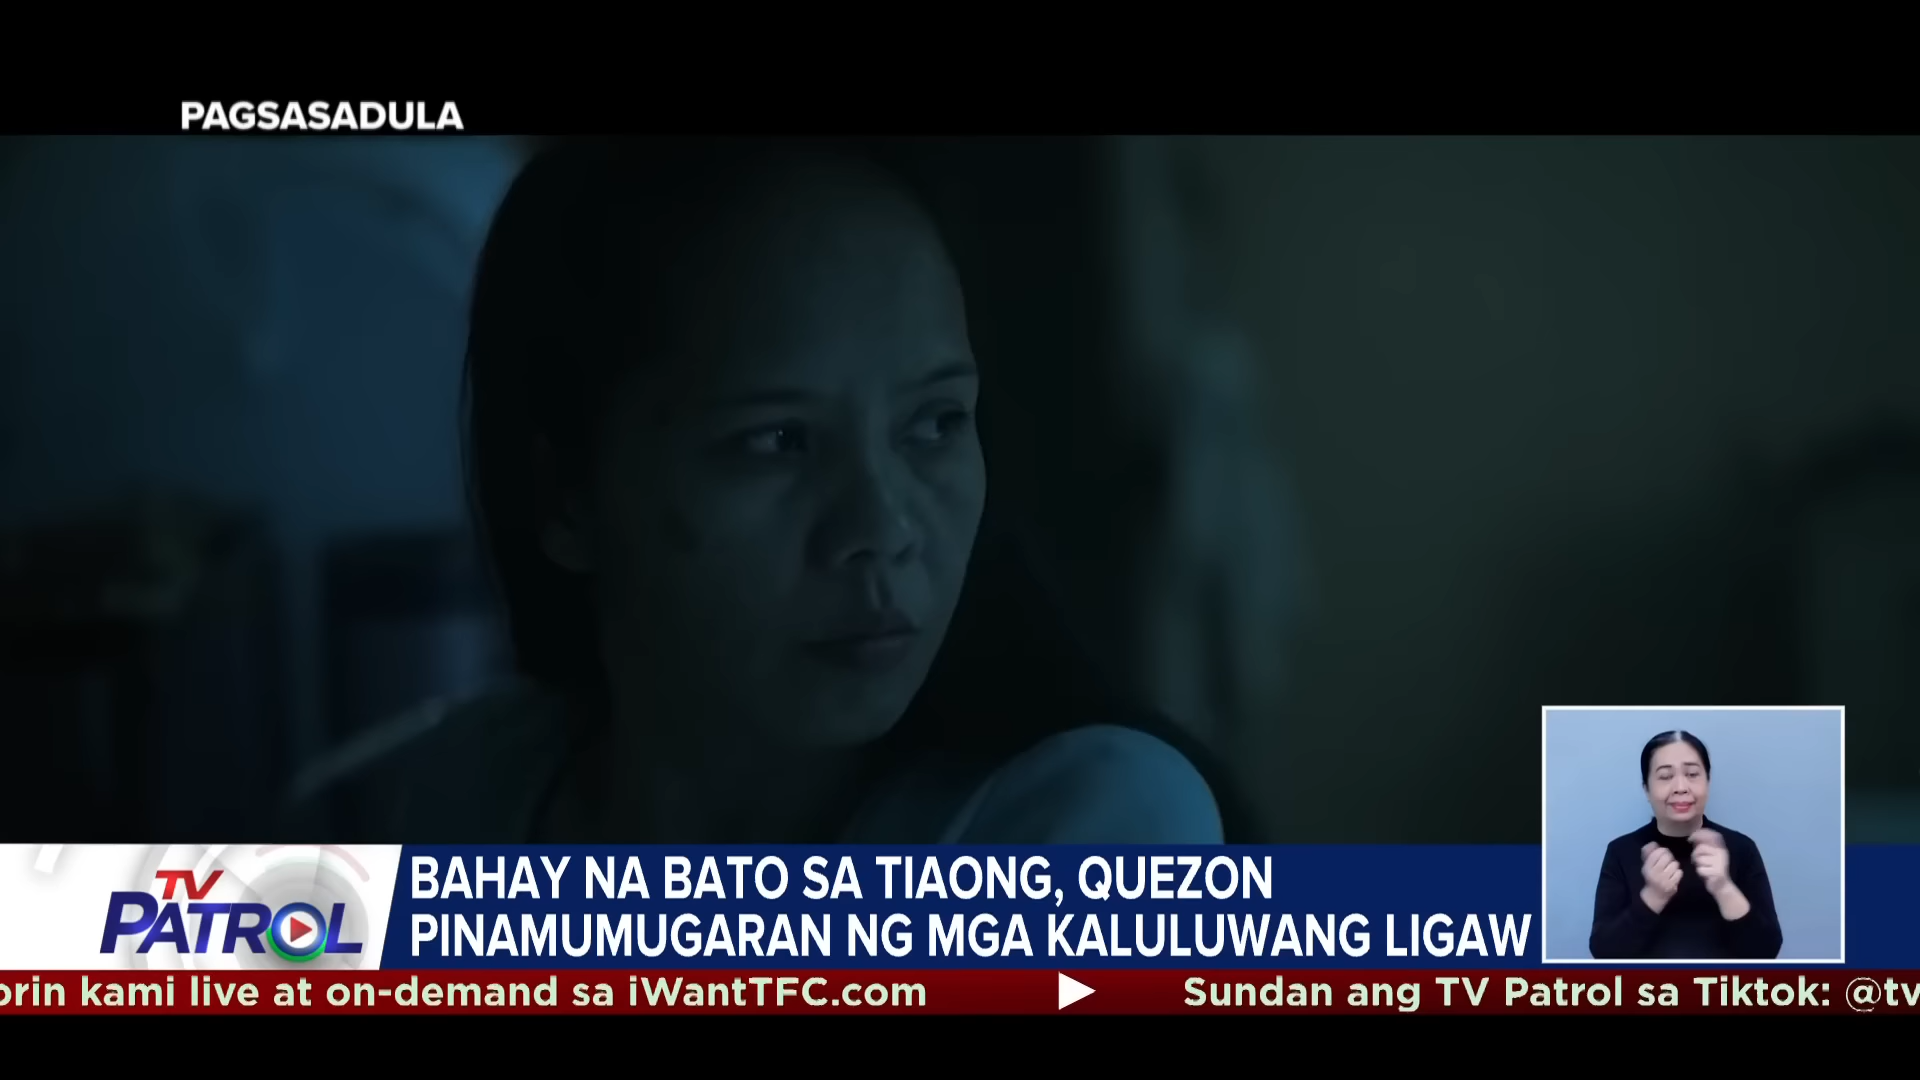 PAGSASADULA
TV
PATROL
BAHAY NA BATO SA TIAONG, QUEZON
PINAMUMUGARAN NG MGA KALULUWANG LIGAW
orin kami live at on-demand sa iWantTFC.com
Sundan ang TV Patrol sa Tiktok: @tv